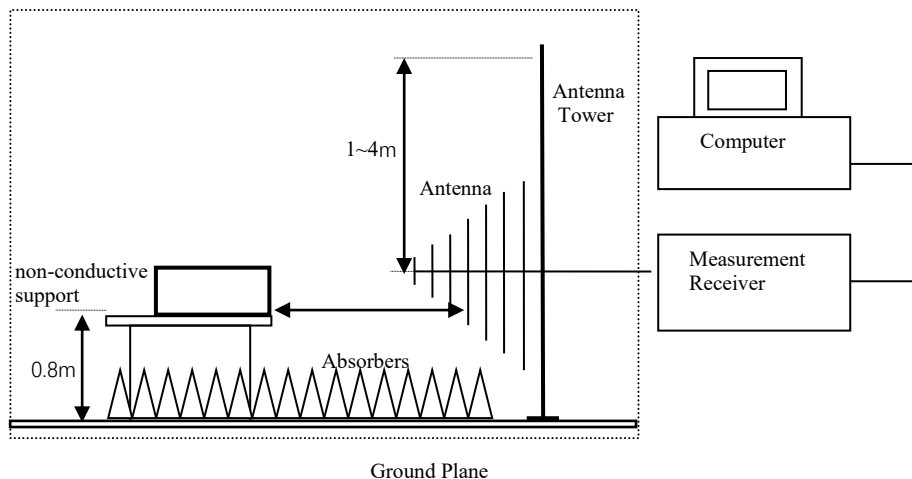 Antenna
Tower
Computer
1~4m
Antenna
Measurement
Receiver
non-conductive
support
0.8m
Absorbers
Ground Plane